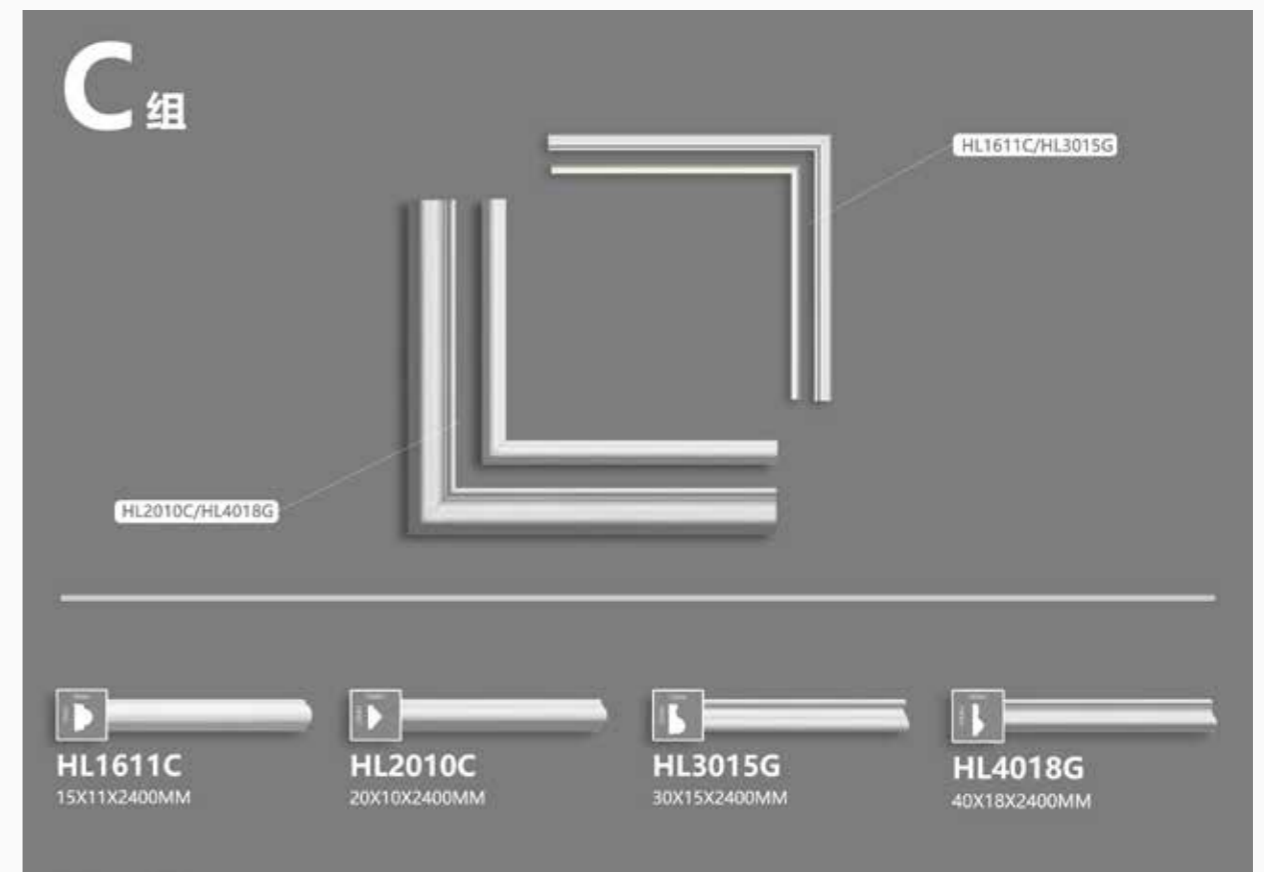 C组
HL1611C/HL3015G
HL2010C/HL4018G
HL1611C
15X11X2400MM
HL2010C
20X10X2400MM
HL3015G
30X15X2400MM
HL4018G
40X18X2400MM